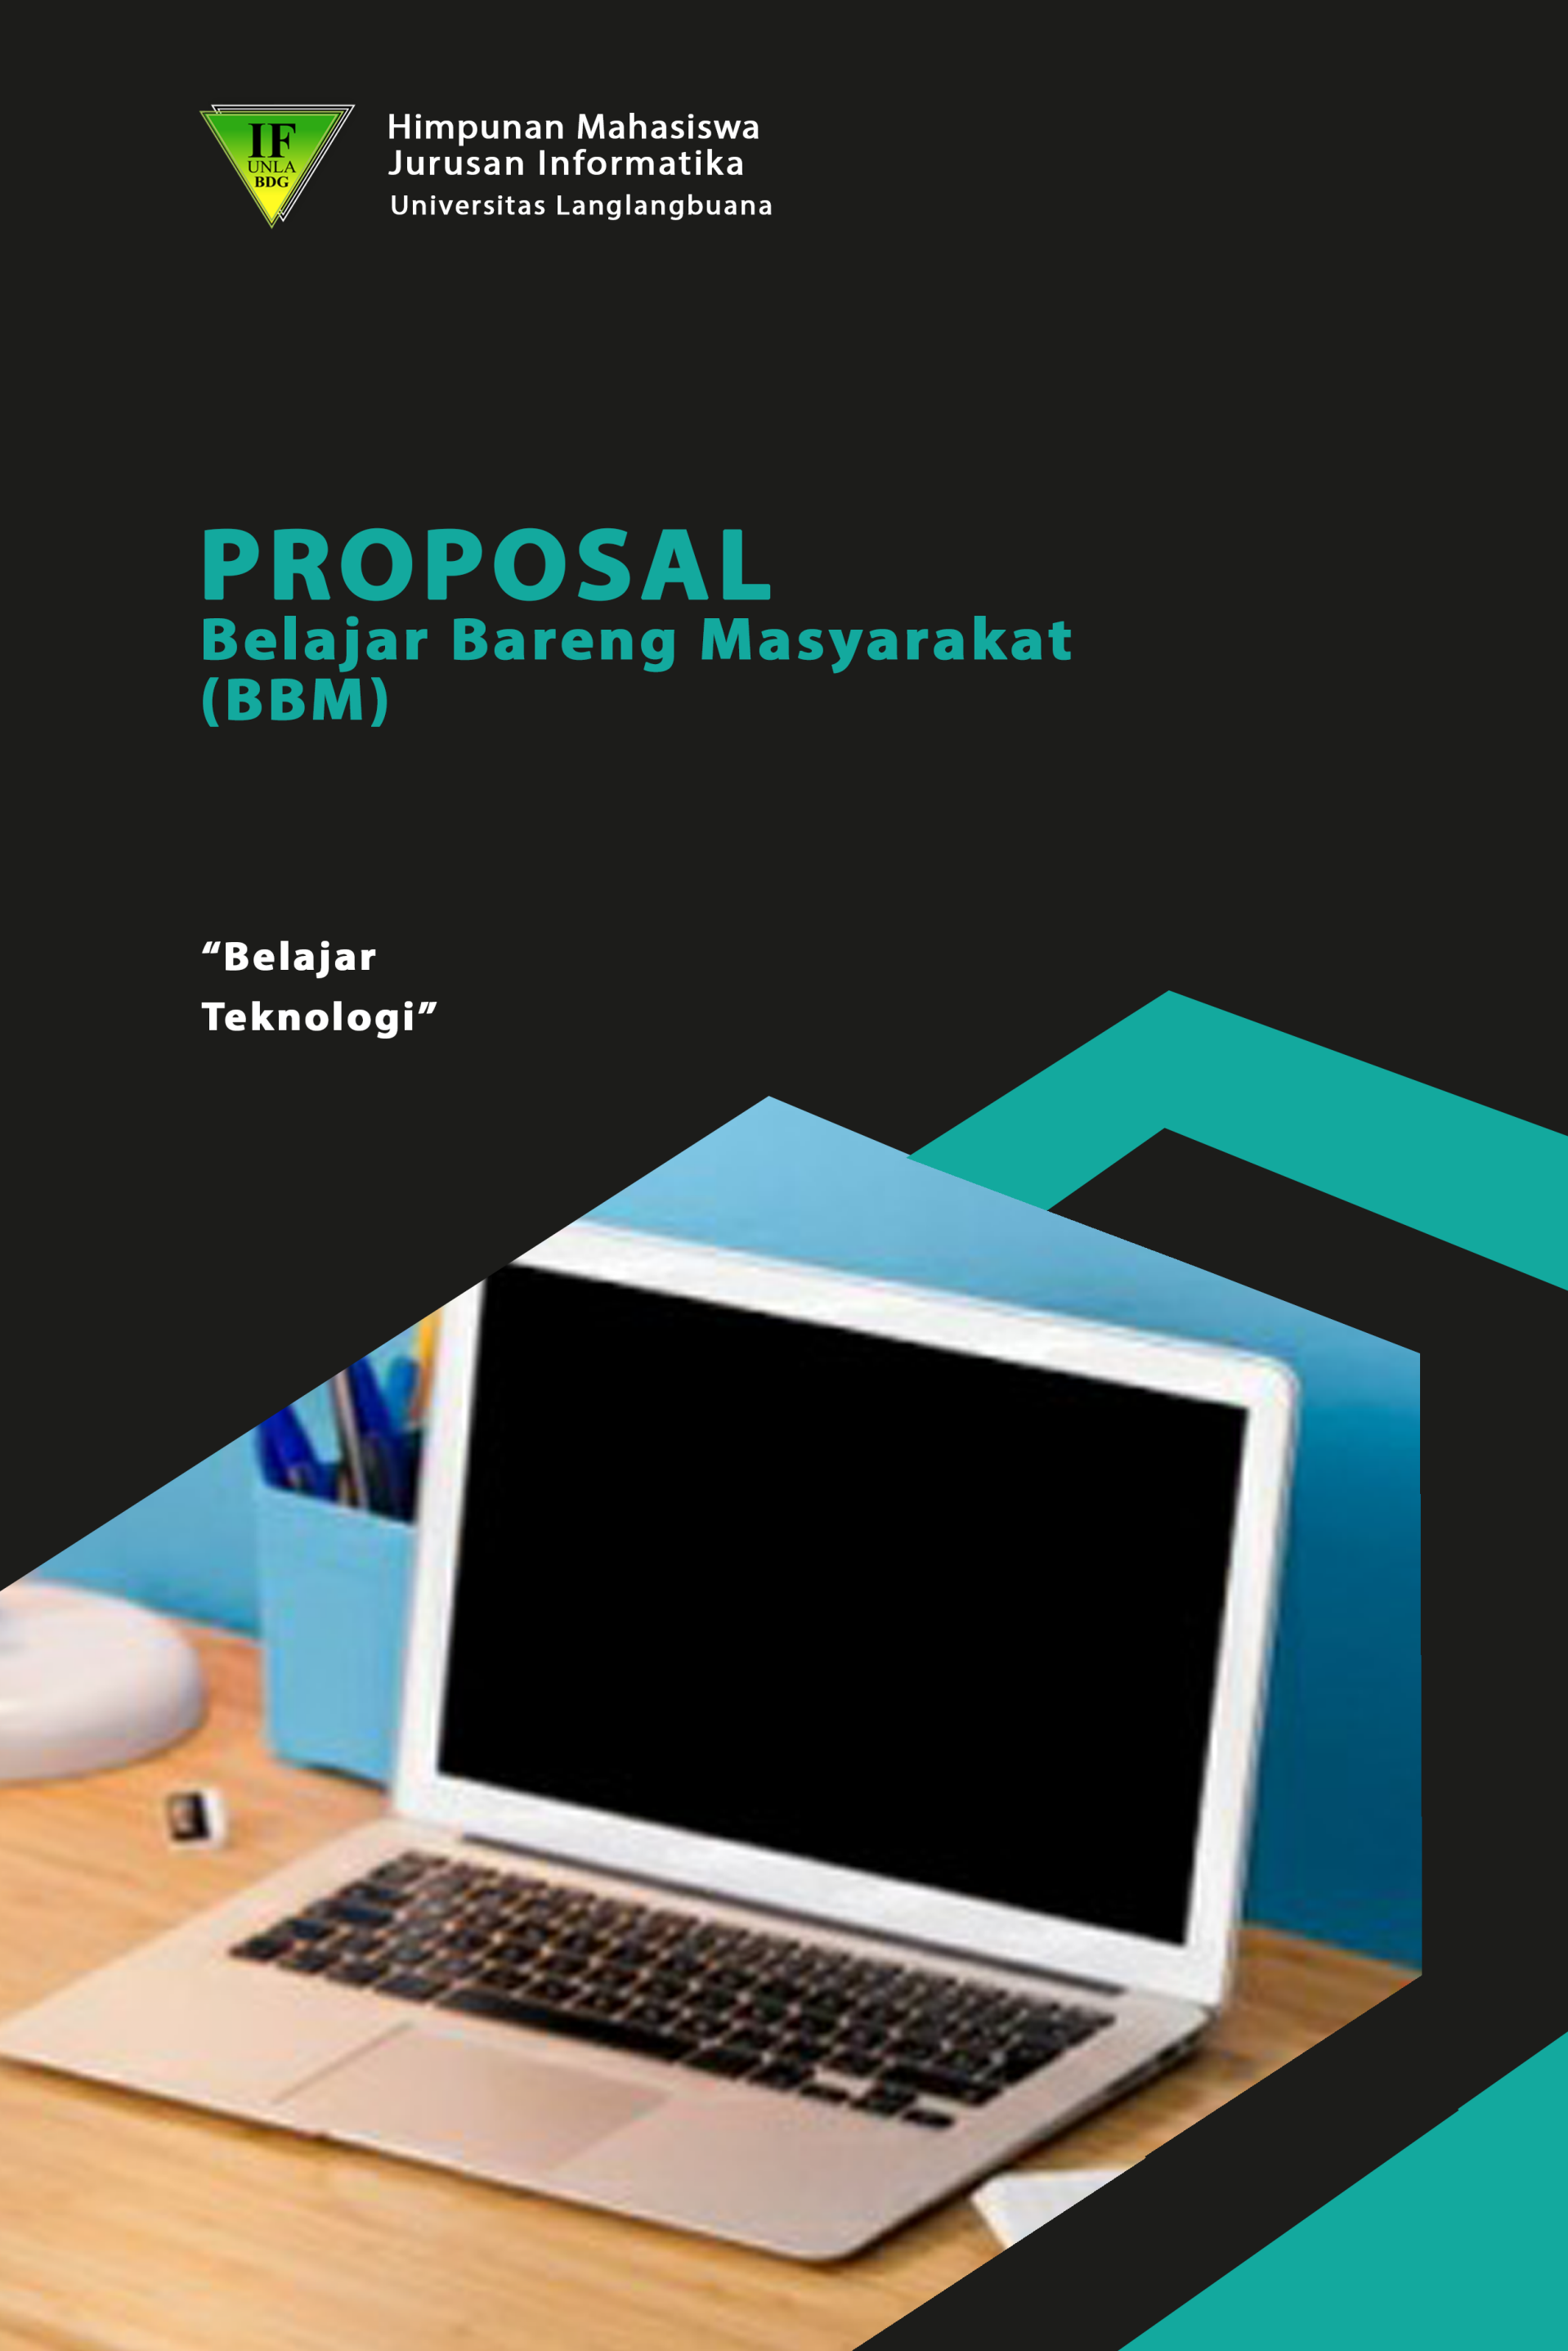 IF
UNLA
BDG
Himpunan Mahasiswa
Jurusan Informatika
Universitas Langlangbuana
PROPOSAL
Belajar Bareng Masyarakat
(BBM)
“Belajar
Teknologi”